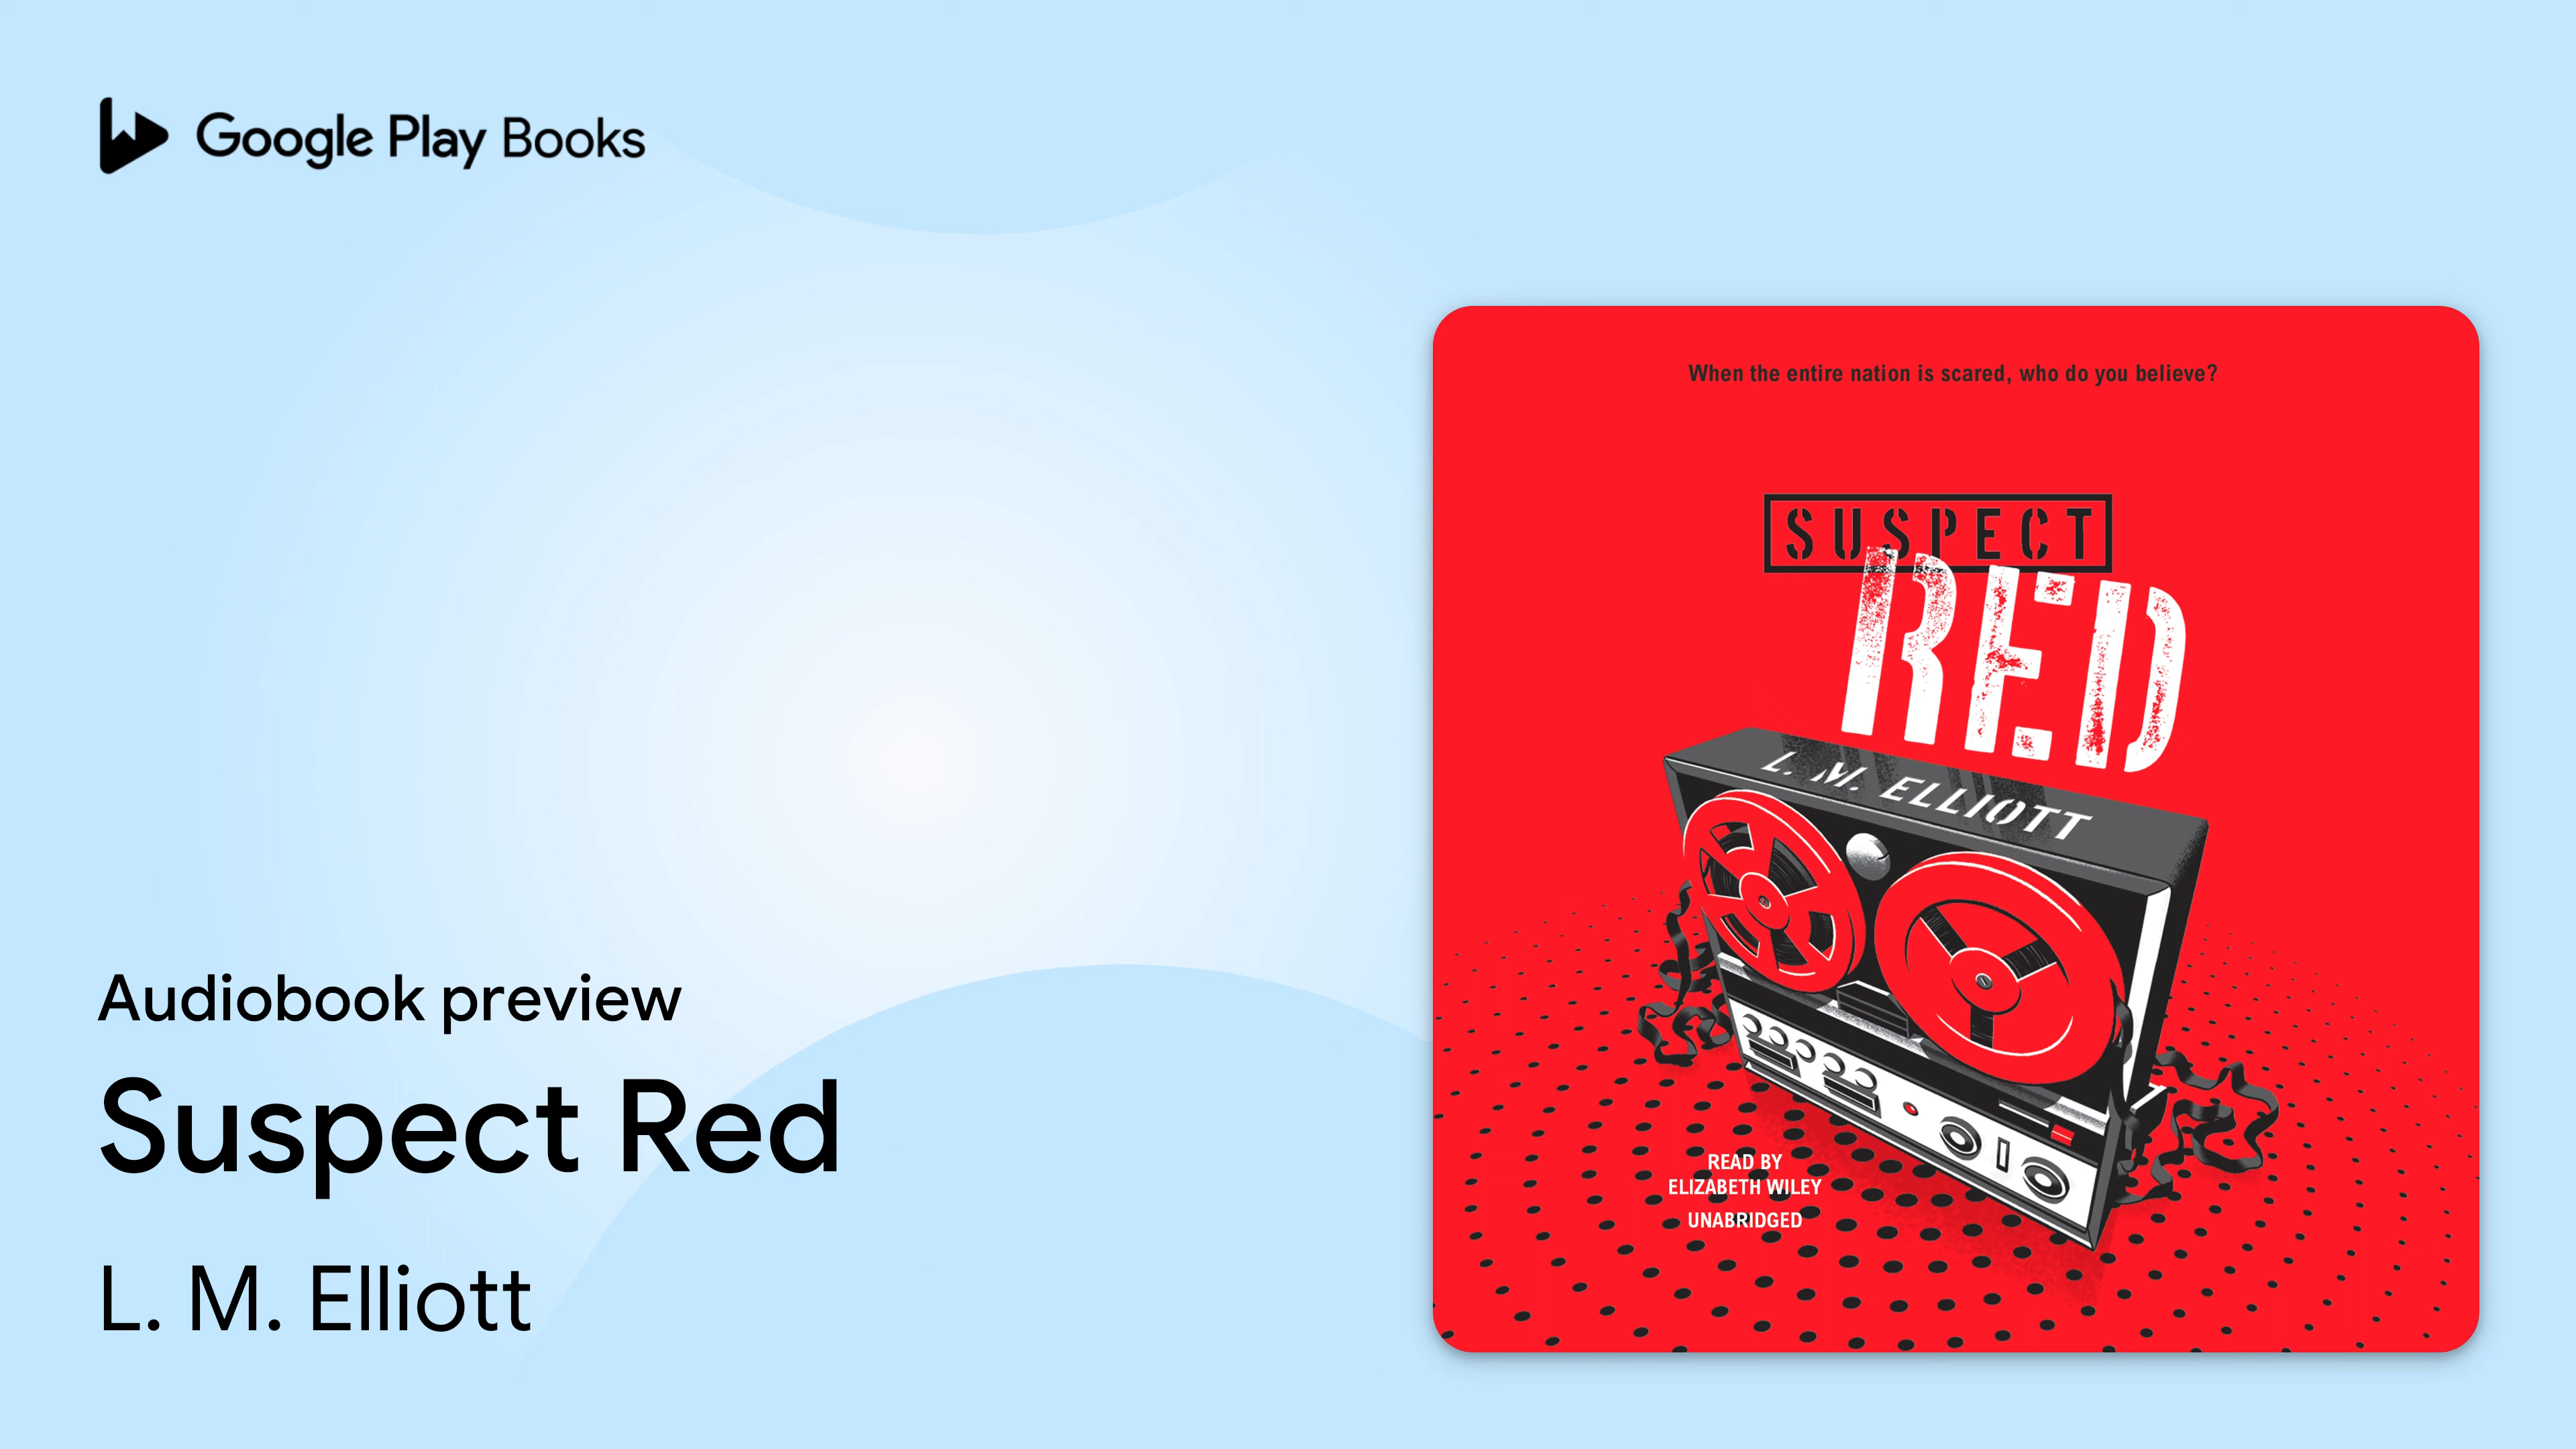 Google Play Books
Audiobook preview
Suspect Red
L. M. Elliott
When the entire nation is scared, who do you believe?
SUSPECT
RED
L. M. ELLIOTT
READ BY
ELIZABETH WILEY
UNABRIDGED